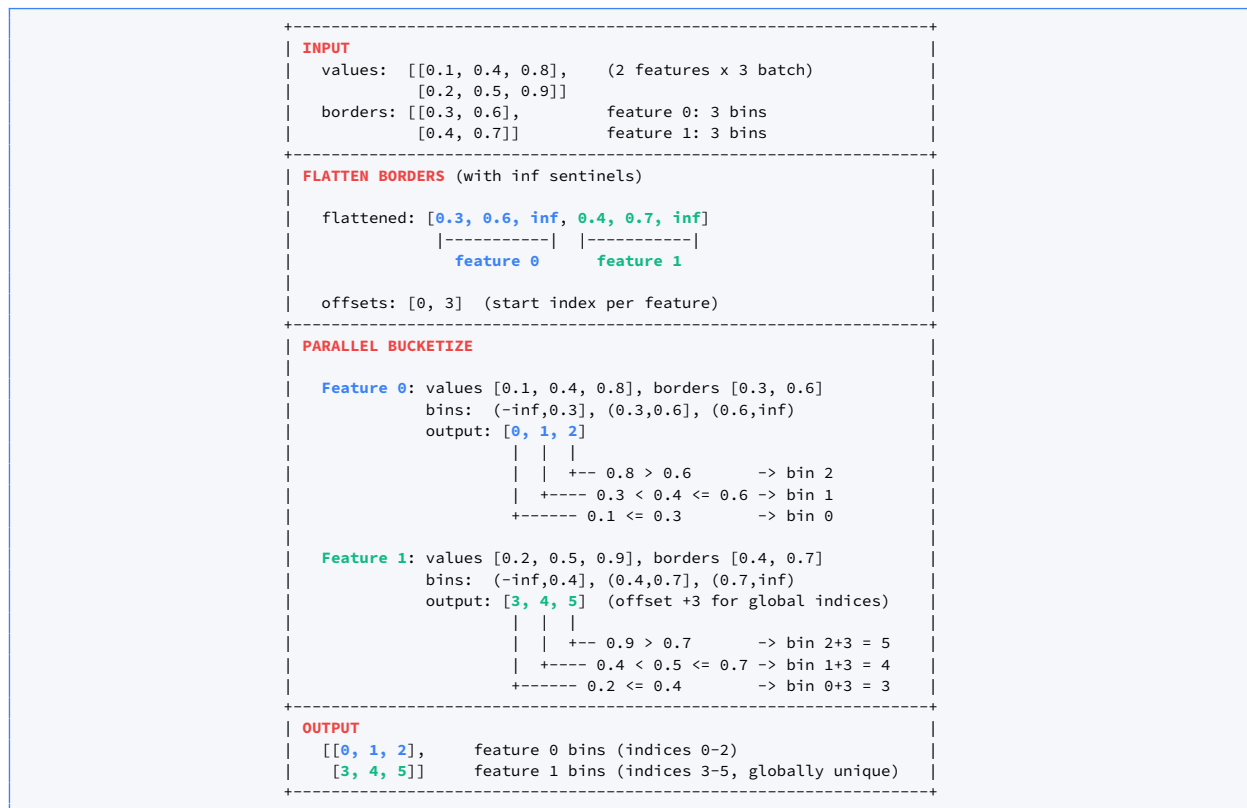 +-------------------------------------------------------------------+
| INPUT                                                             |
|   values:  [[0.1, 0.4, 0.8],    (2 features x 3 batch)            |
|             [0.2, 0.5, 0.9]]                                      |
|   borders: [[0.3, 0.6],         feature 0: 3 bins                 |
|             [0.4, 0.7]]         feature 1: 3 bins                 |
+-------------------------------------------------------------------+
| FLATTEN BORDERS (with inf sentinels)                              |
|                                                                   |
|   flattened: [0.3, 0.6, inf, 0.4, 0.7, inf]                       |
|               |-----------|  |-----------|                        |
|                 feature 0      feature 1                          |
|                                                                   |
|   offsets: [0, 3]  (start index per feature)                      |
+-------------------------------------------------------------------+
| PARALLEL BUCKETIZE                                                |
|                                                                   |
|   Feature 0: values [0.1, 0.4, 0.8], borders [0.3, 0.6]           |
|              bins:  (-inf,0.3], (0.3,0.6], (0.6,inf)              |
|              output: [0, 1, 2]                                    |
|                       |  |  |                                     |
|                       |  |  +-- 0.8 > 0.6       -> bin 2          |
|                       |  +---- 0.3 < 0.4 <= 0.6 -> bin 1          |
|                       +------ 0.1 <= 0.3        -> bin 0          |
|                                                                   |
|   Feature 1: values [0.2, 0.5, 0.9], borders [0.4, 0.7]           |
|              bins:  (-inf,0.4], (0.4,0.7], (0.7,inf)              |
|              output: [3, 4, 5]  (offset +3 for global indices)    |
|                       |  |  |                                     |
|                       |  |  +-- 0.9 > 0.7       -> bin 2+3 = 5    |
|                       |  +---- 0.4 < 0.5 <= 0.7 -> bin 1+3 = 4    |
|                       +------ 0.2 <= 0.4        -> bin 0+3 = 3    |
+-------------------------------------------------------------------+
| OUTPUT                                                            |
|   [[0, 1, 2],     feature 0 bins (indices 0-2)                    |
|    [3, 4, 5]]     feature 1 bins (indices 3-5, globally unique)   |
+-------------------------------------------------------------------+